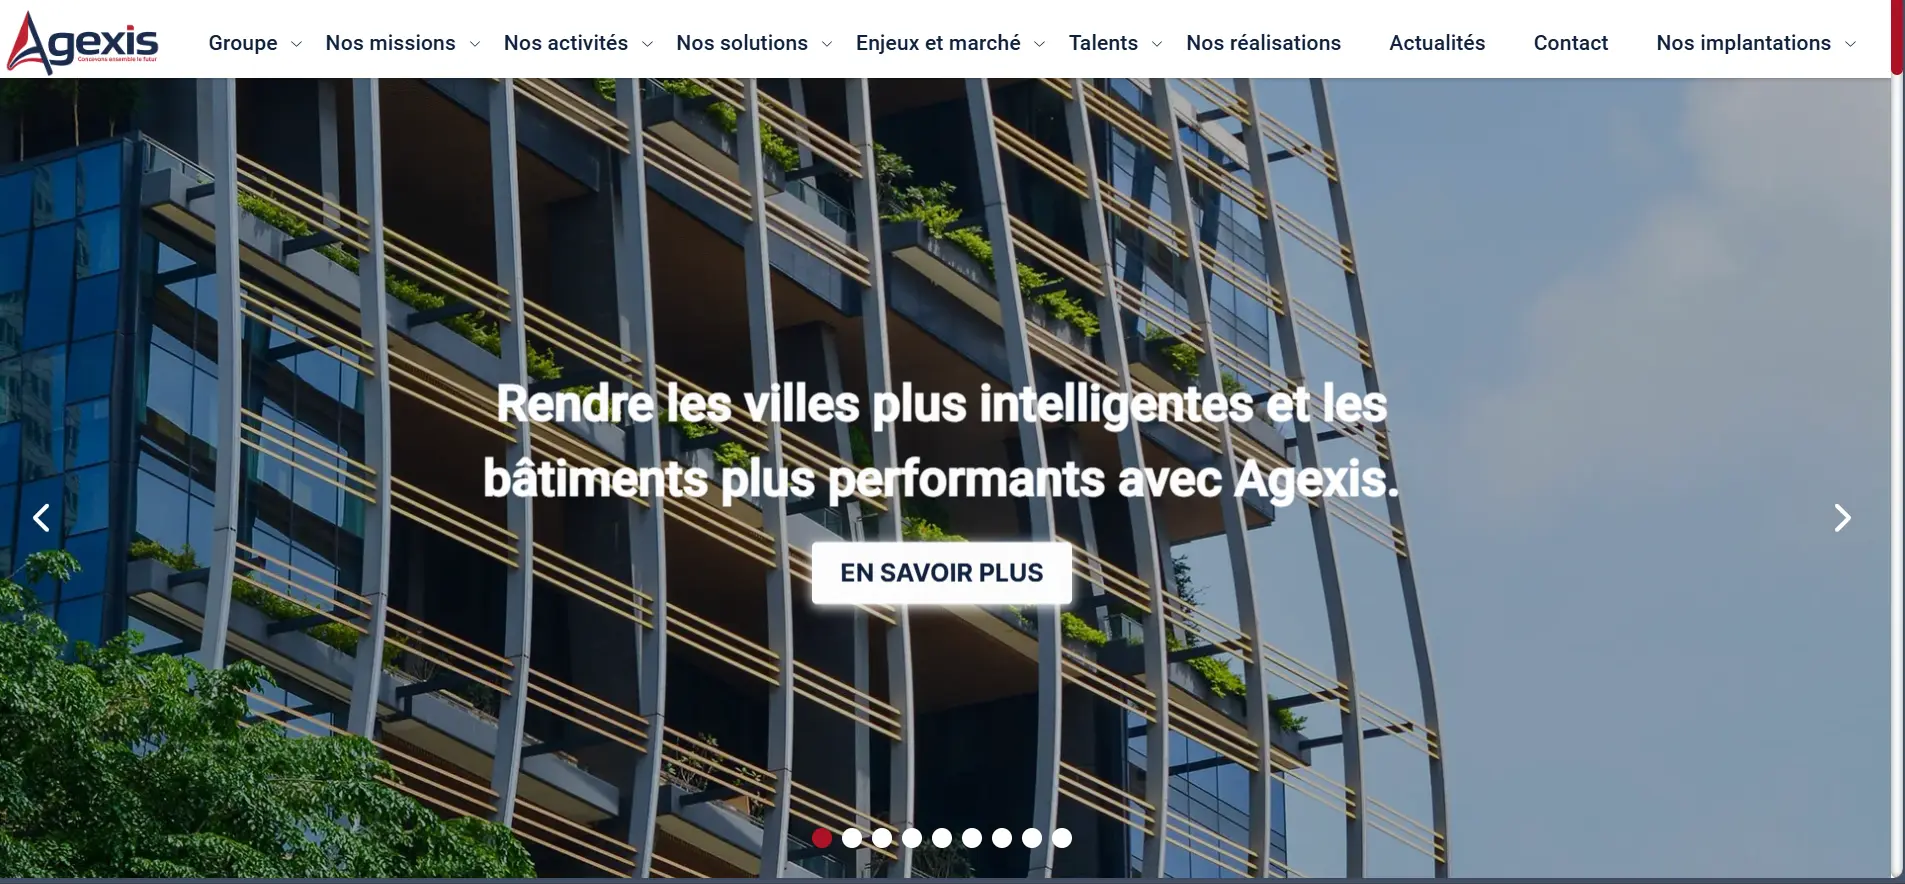 Agexis
Concevons ensemble le futur
Groupe Nos missions Nos activités Nos solutions Enjeux et marché Talents Nos réalisations Actualités Contact Nos implantations
Rendre les villes plus intelligentes et les
bâtiments plus performants avec Agexis.
EN SAVOIR PLUS